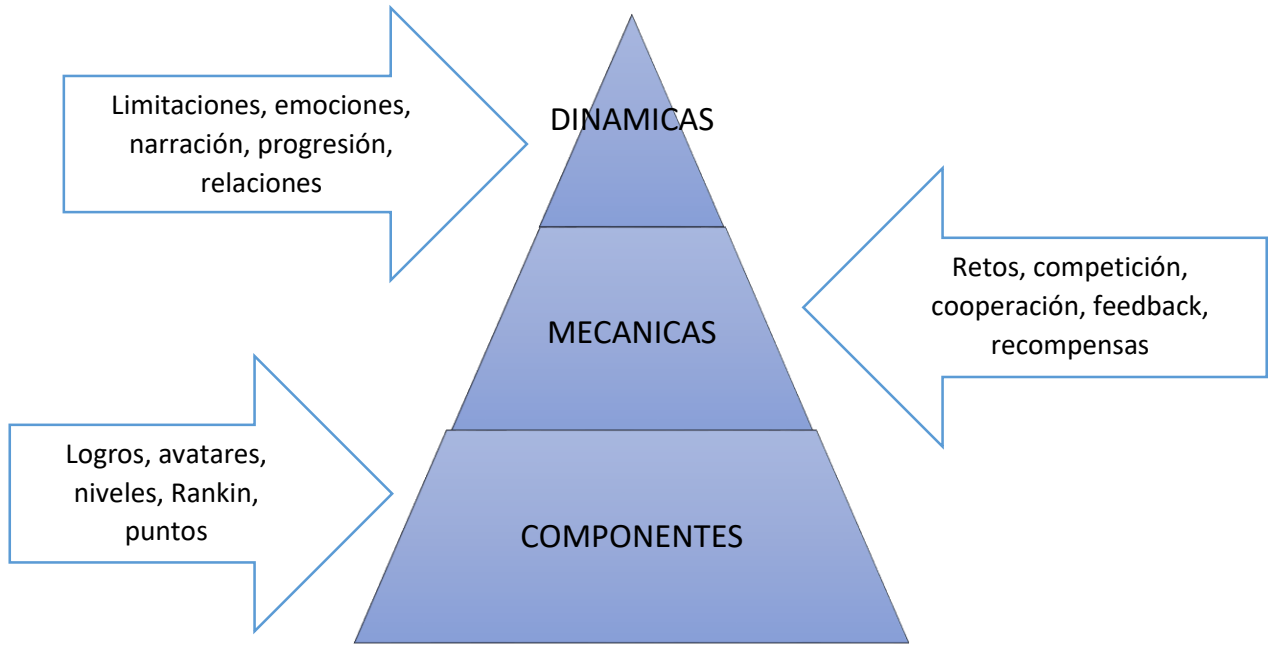 Limitaciones, emociones,
narración, progresión,
relaciones
DINAMICAS
Retos, competición,
cooperación, feedback,
recompensas
MECANICAS
Logros, avatares,
niveles, Rankin,
puntos
COMPONENTES